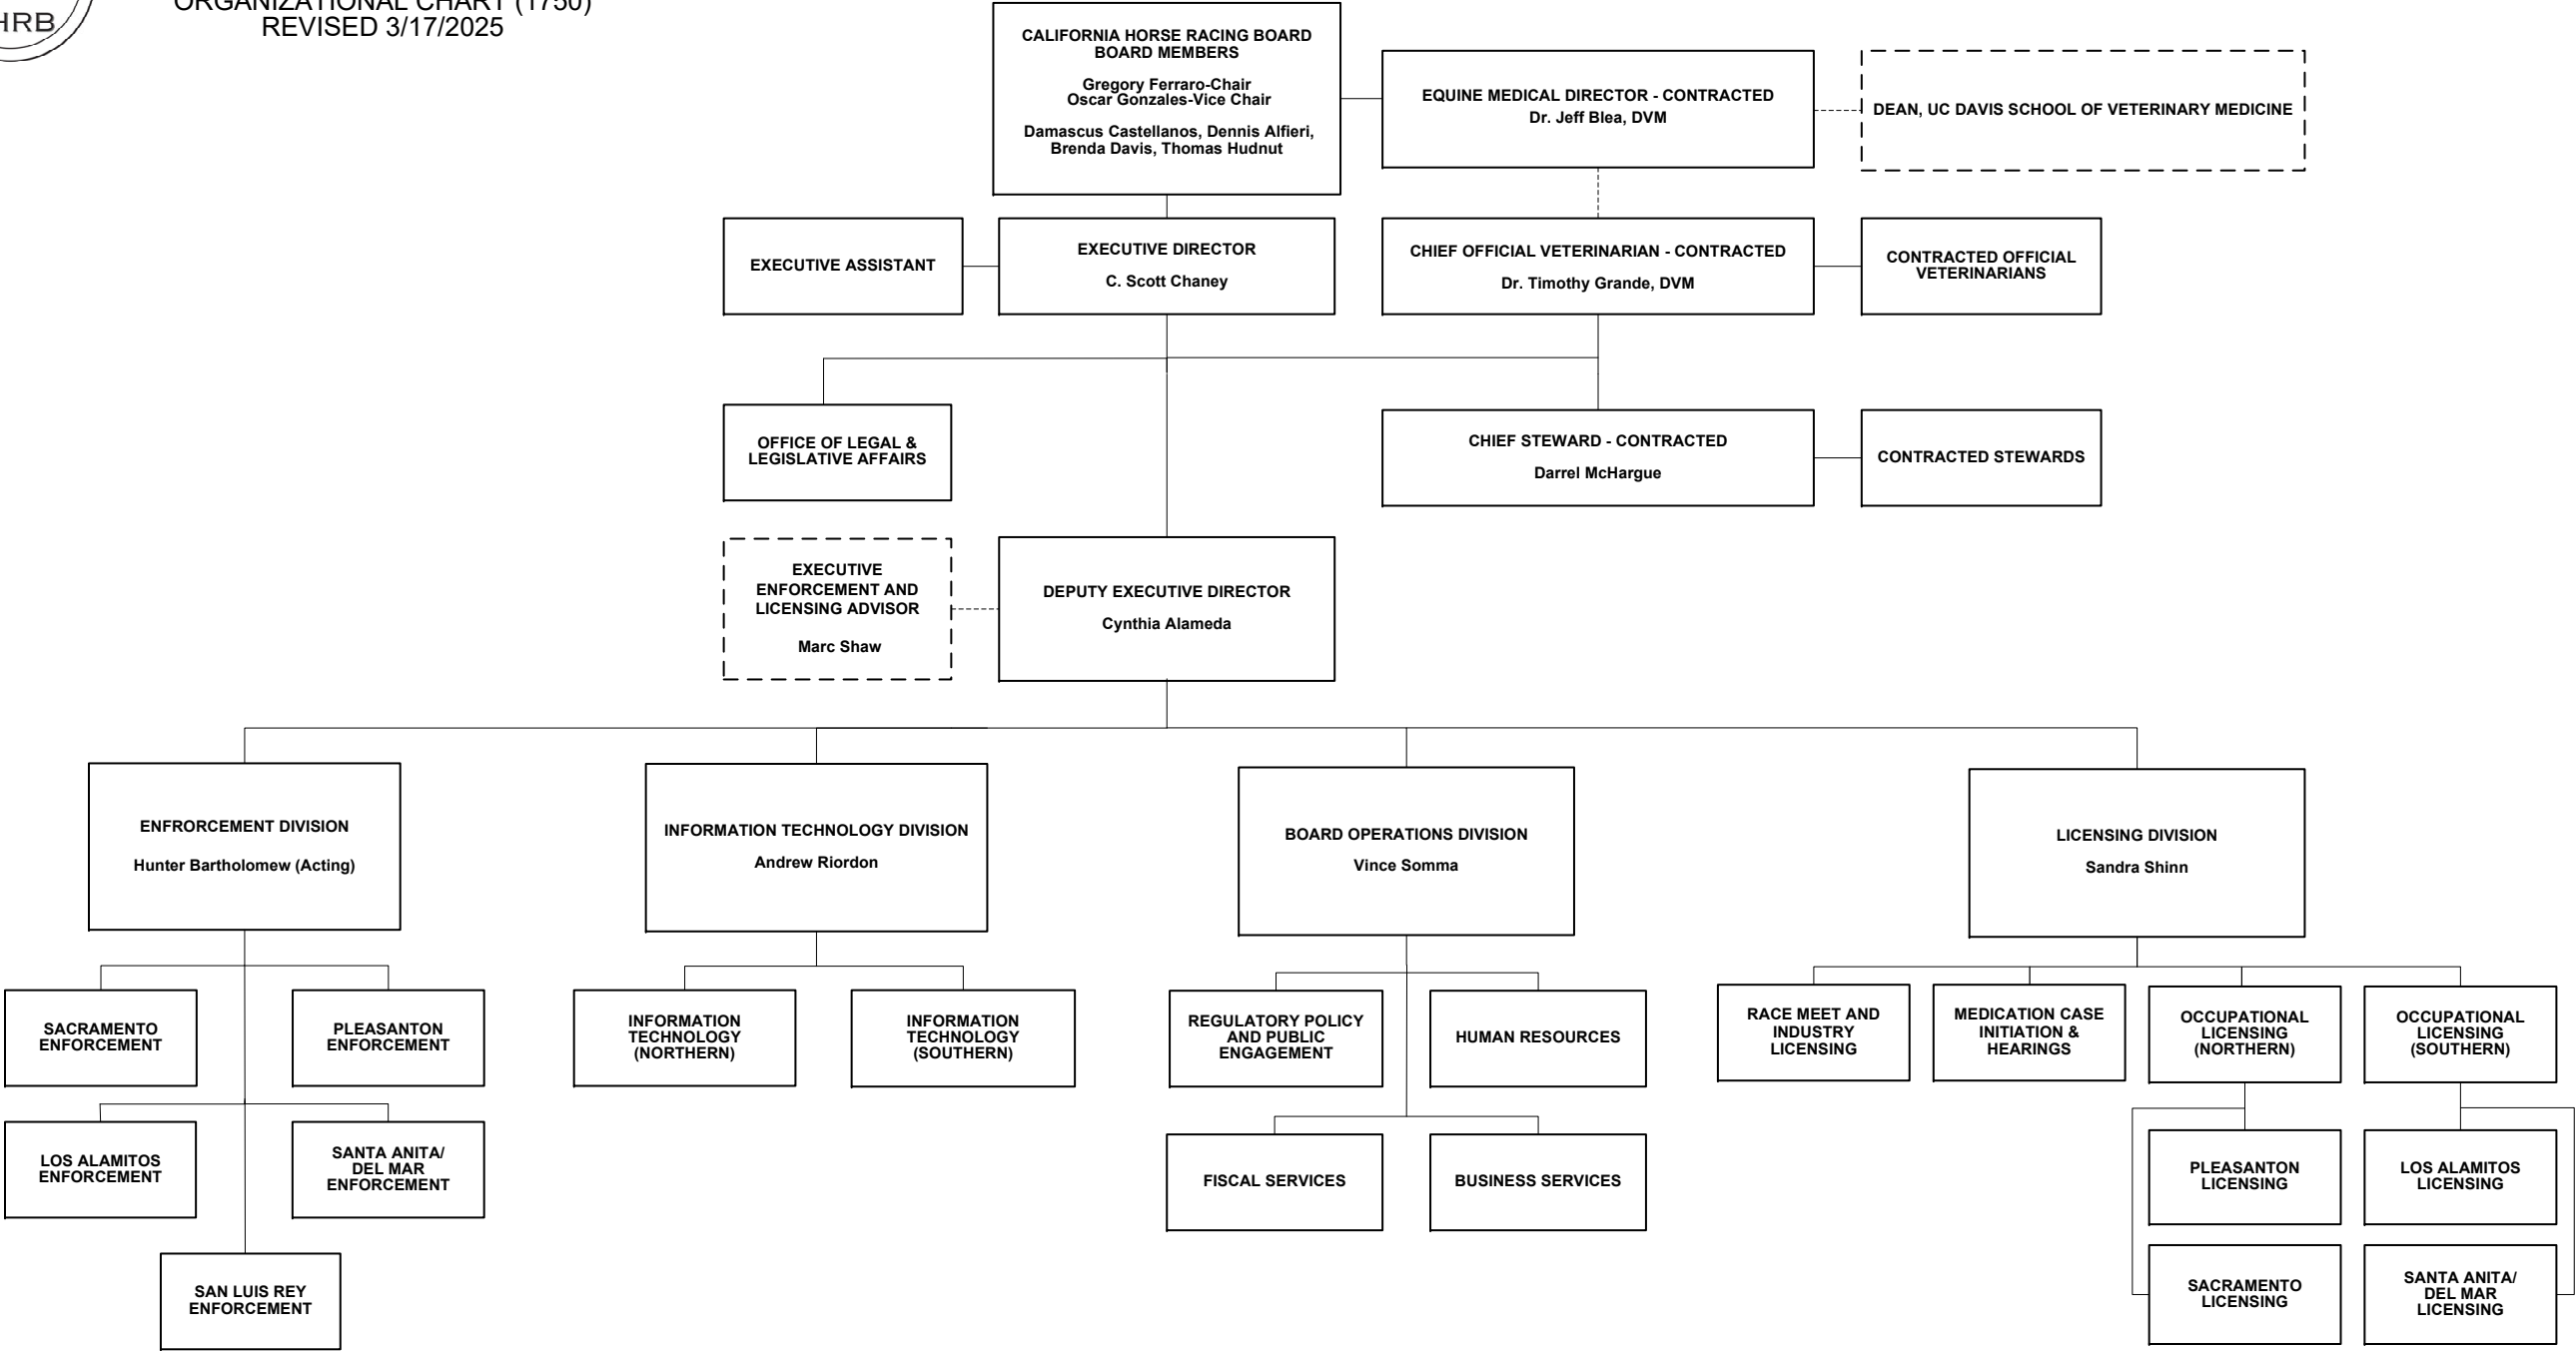 HRB
ORGANIZATIONAL CHART (1750)
REVISED 3/17/2025
CALIFORNIA HORSE RACING BOARD
BOARD MEMBERS
Gregory Ferraro-Chair
Oscar Gonzales-Vice Chair
Damascus Castellanos, Dennis Alfieri,
Brenda Davis, Thomas Hudnut
EQUINE MEDICAL DIRECTOR - CONTRACTED
Dr. Jeff Blea, DVM
DEAN, UC DAVIS SCHOOL OF VETERINARY MEDICINE
EXECUTIVE ASSISTANT
EXECUTIVE DIRECTOR
C. Scott Chaney
CHIEF OFFICIAL VETERINARIAN - CONTRACTED
Dr. Timothy Grande, DVM
CONTRACTED OFFICIAL
VETERINARIANS
OFFICE OF LEGAL &
LEGISLATIVE AFFAIRS
CHIEF STEWARD - CONTRACTED
Darrel McHargue
CONTRACTED STEWARDS
EXECUTIVE
ENFORCEMENT AND
LICENSING ADVISOR
Marc Shaw
DEPUTY EXECUTIVE DIRECTOR
Cynthia Alameda
ENFRORCEMENT DIVISION
Hunter Bartholomew (Acting)
INFORMATION TECHNOLOGY DIVISION
Andrew Riordon
BOARD OPERATIONS DIVISION
Vince Somma
LICENSING DIVISION
Sandra Shinn
SACRAMENTO
ENFORCEMENT
PLEASANTON
ENFORCEMENT
INFORMATION
TECHNOLOGY
(NORTHERN)
INFORMATION
TECHNOLOGY
(SOUTHERN)
REGULATORY POLICY
AND PUBLIC
ENGAGEMENT
HUMAN RESOURCES
RACE MEET AND
INDUSTRY
LICENSING
MEDICATION CASE
INITIATION &
HEARINGS
OCCUPATIONAL
LICENSING
(NORTHERN)
OCCUPATIONAL
LICENSING
(SOUTHERN)
LOS ALAMITOS
ENFORCEMENT
SANTA ANITA/
DEL MAR
ENFORCEMENT
FISCAL SERVICES
BUSINESS SERVICES
PLEASANTON
LICENSING
LOS ALAMITOS
LICENSING
SAN LUIS REY
ENFORCEMENT
SACRAMENTO
LICENSING
SANTA ANITA/
DEL MAR
LICENSING